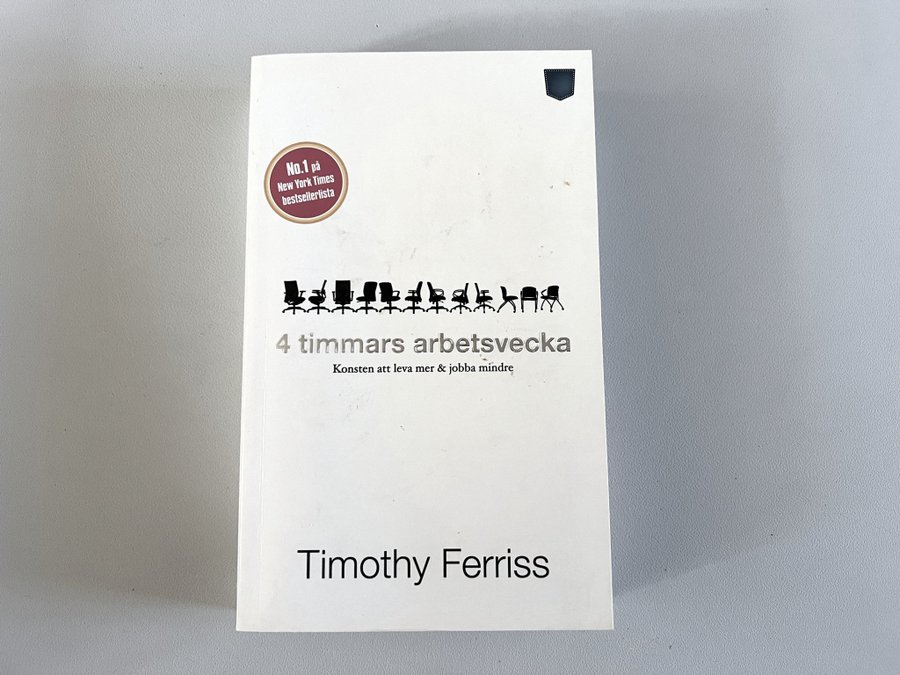 No.1 på
New York Times
bestsellerlista
4 timmars arbetsvecka
Konsten att leva mer & jobba mindre
Timothy Ferriss